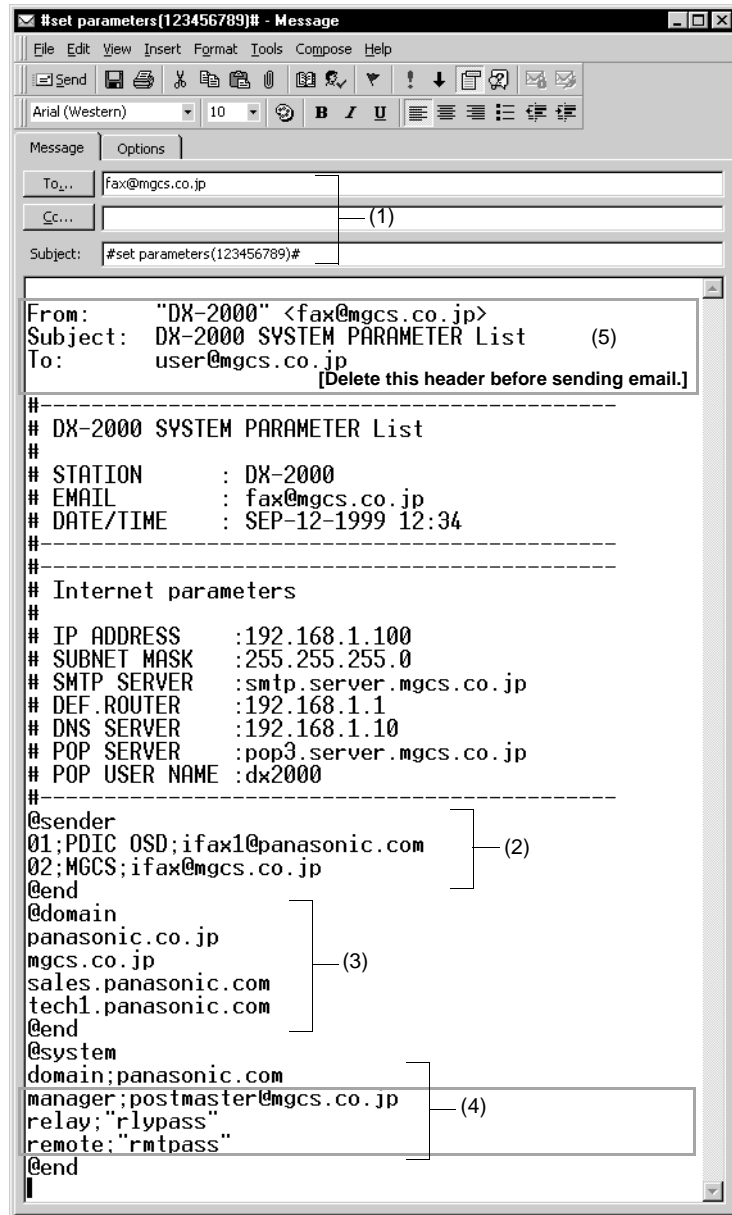 #set parameters(123456789)# - Message
File Edit View Insert Format Tools Compose Help
Send
Arial (Western) 10 B I U
Message Options
To... fax@mgcs.co.jp
Cc... (1)
Subject: #set parameters(123456789)#
From: "DX-2000" <fax@mgcs.co.jp>
Subject: DX-2000 SYSTEM PARAMETER List (5)
To: user@mgcs.co.jp
[Delete this header before sending email.]
#--------------------------------------------------
# DX-2000 SYSTEM PARAMETER List
#
# STATION : DX-2000
# EMAIL : fax@mgcs.co.jp
# DATE/TIME : SEP-12-1999 12:34
#--------------------------------------------------
#--------------------------------------------------
# Internet parameters
#
# IP ADDRESS :192.168.1.100
# SUBNET MASK :255.255.255.0
# SMTP SERVER :smtp.server.mgcs.co.jp
# DEF.ROUTER :192.168.1.1
# DNS SERVER :192.168.1.10
# POP SERVER :pop3.server.mgcs.co.jp
# POP USER NAME :dx2000
#--------------------------------------------------
@sender
01;PDIC OSD;ifax1@panasonic.com
(2)
02;MGCS;ifax@mgcs.co.jp
@end
@domain
panasonic.co.jp
mgcs.co.jp (3)
sales.panasonic.com
tech1.panasonic.com
@end
@system
domain;panasonic.com
manager;postmaster@mgcs.co.jp
(4)
relay;"rlypass"
remote;"rmtpass"
@end